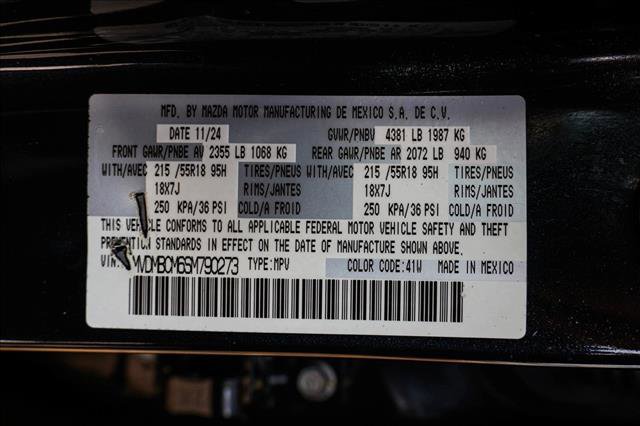 MFD. BY MAZDA MOTOR MANUFACTURING DE MEXICO S.A. DE C.V.
DATE 11/24 GVWR/PNBV 4381 LB 1987 KG
FRONT GAWR/PNBE AV 2355 LB 1068 KG REAR GAWR/PNBE AR 2072 LB 940 KG
WITH/AVEC 215 /55R18 95H TIRES/PNEUS WITH/AVEC 215 /55R18 95H TIRES/PNEUS
18X7J RIMS/JANTES 18X7J RIMS/JANTES
250 KPA/36 PSI COLD/A FROID 250 KPA/36 PSI COLD/A FROID
THIS VEHICLE CONFORMS TO ALL APPLICABLE FEDERAL MOTOR VEHICLE SAFETY AND THEFT
PREVENTION STANDARDS IN EFFECT ON THE DATE OF MANUFACTURE SHOWN ABOVE.
VIN: MVDMBCM6SM790273 TYPE:MPV COLOR CODE:41W MADE IN MEXICO